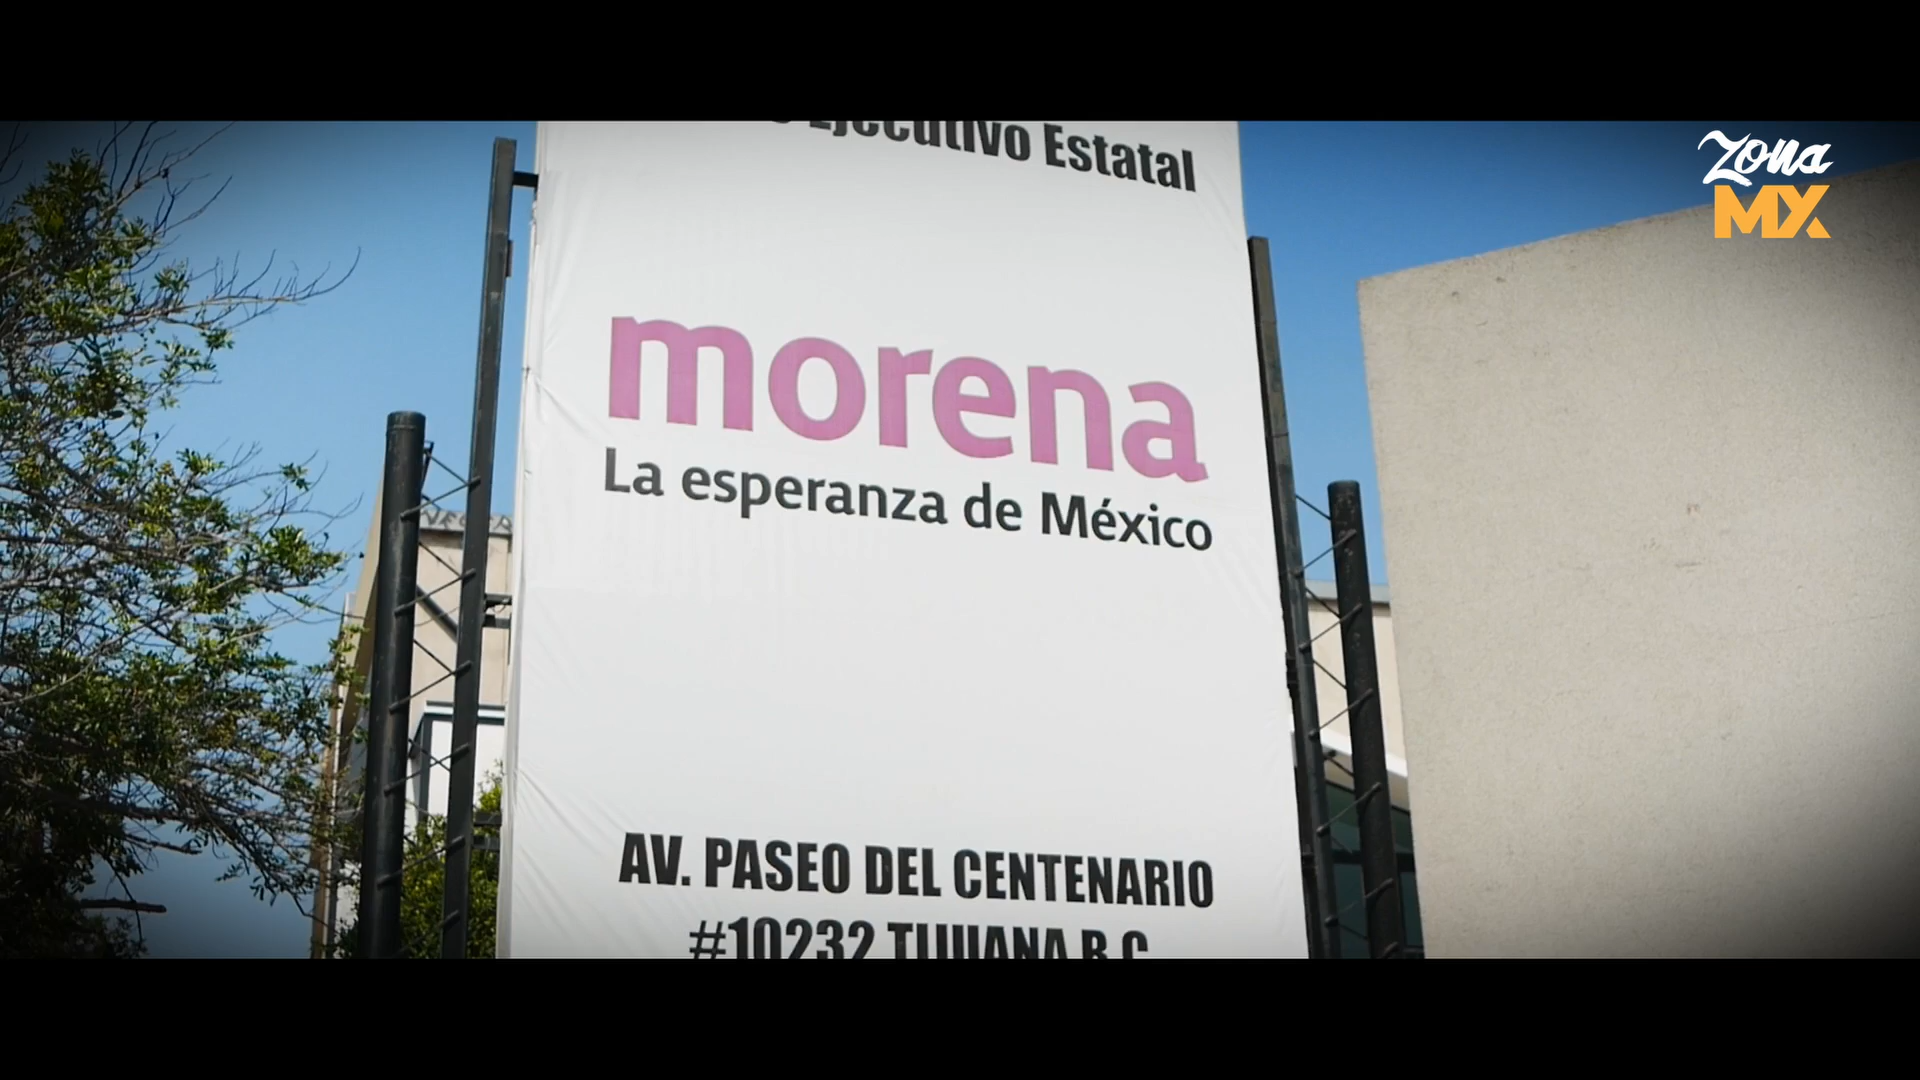 Ejecutivo Estatal
Zona
MX
morena
La esperanza de México
AV. PASEO DEL CENTENARIO
#10232 TIJUANA B.C.